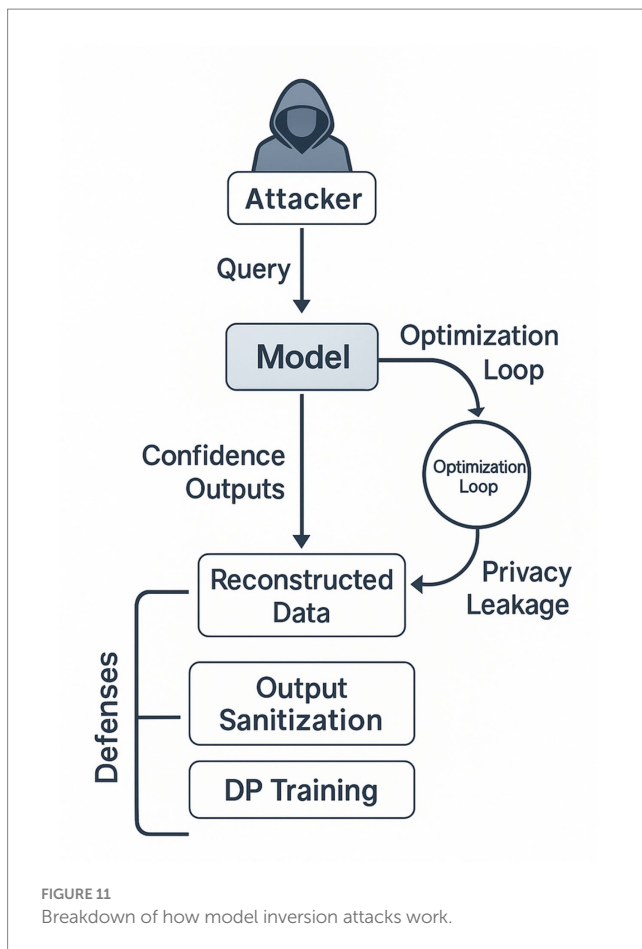 Attacker
Query
Model
Optimization
Loop
Confidence
Outputs
Optimization
Loop
Reconstructed
Data
Privacy
Leakage
Defenses
Output
Sanitization
DP Training
FIGURE 11
Breakdown of how model inversion attacks work.